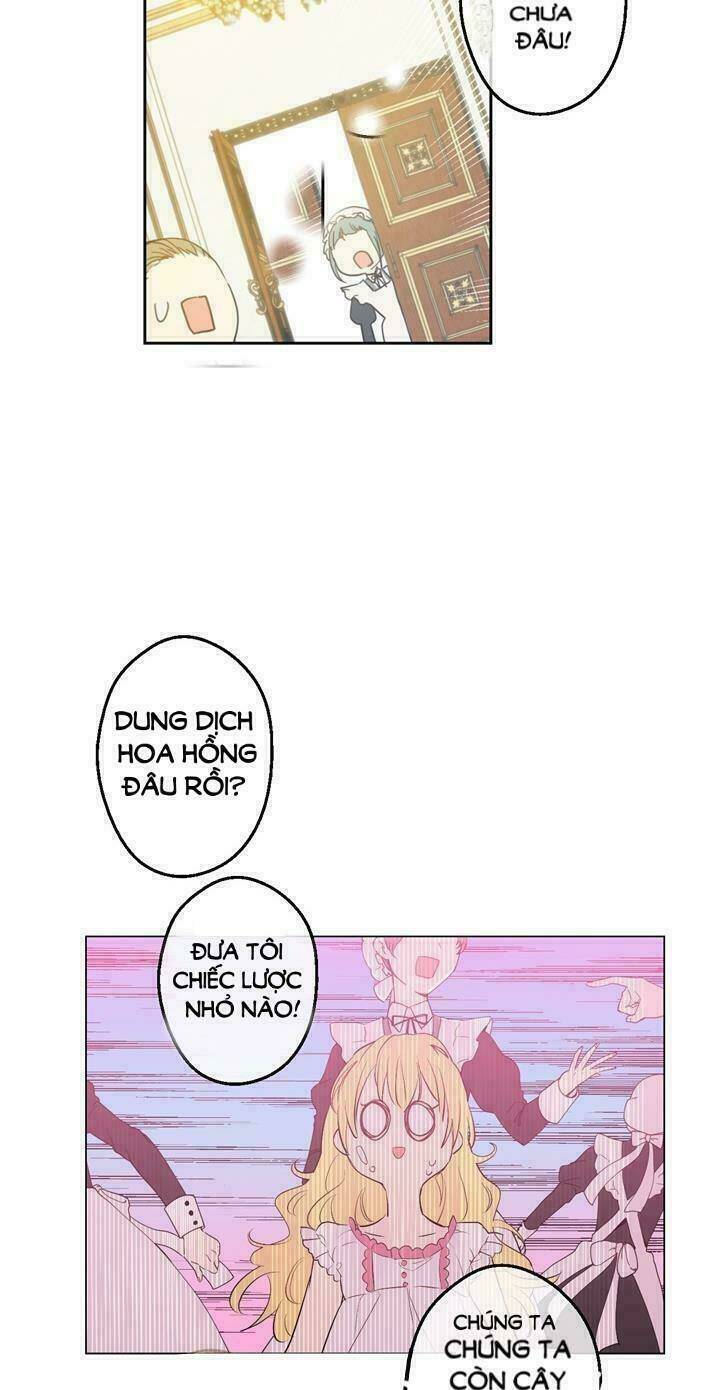 CHƯA
ĐÂU!
DUNG DỊCH
HOA HỒNG
ĐÂU RỒI?
ĐƯA TÔI
CHIẾC LƯỢC
NHỎ NÀO!
CHÚNG TA
CHÚNG TA
CÒN CÂY